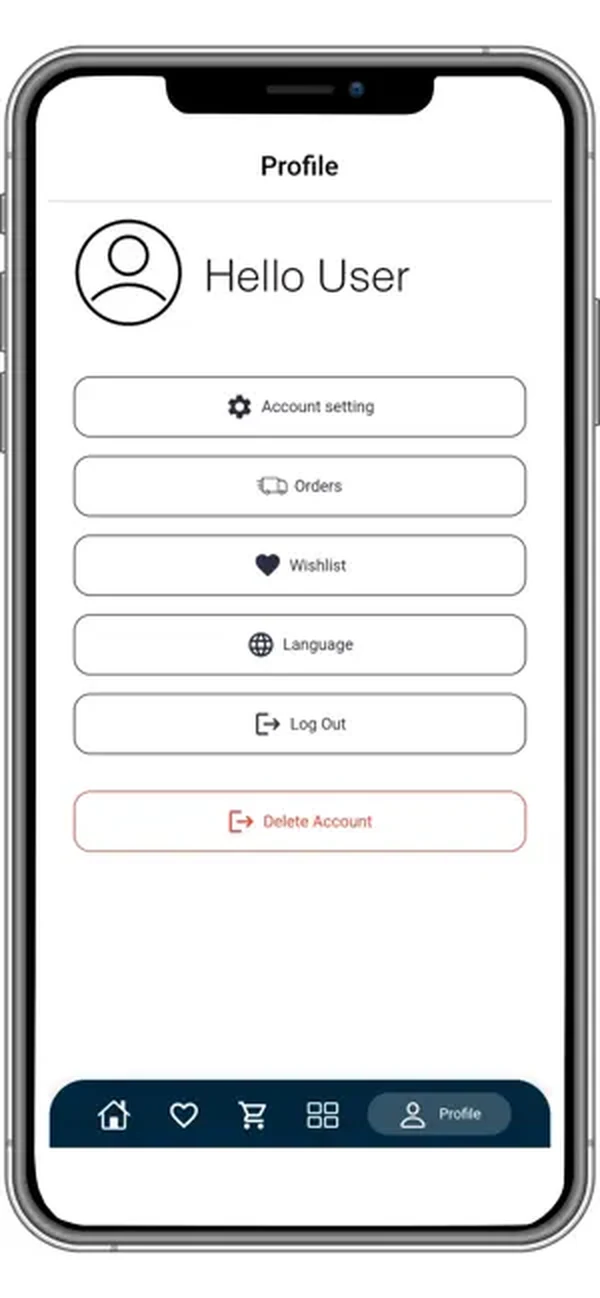 Profile
Hello User
Account setting
Orders
Wishlist
Language
Log Out
Delete Account
Profile